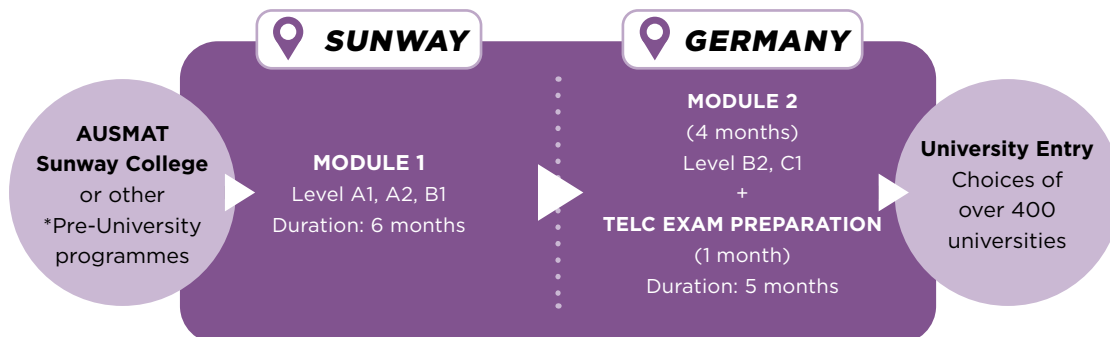 SUNWAY
GERMANY
AUSMAT
Sunway College
or other
*Pre-University
programmes
MODULE 1
Level A1, A2, B1
Duration: 6 months
MODULE 2
(4 months)
Level B2, C1
+
TELC EXAM PREPARATION
(1 month)
Duration: 5 months
University Entry
Choices of
over 400
universities